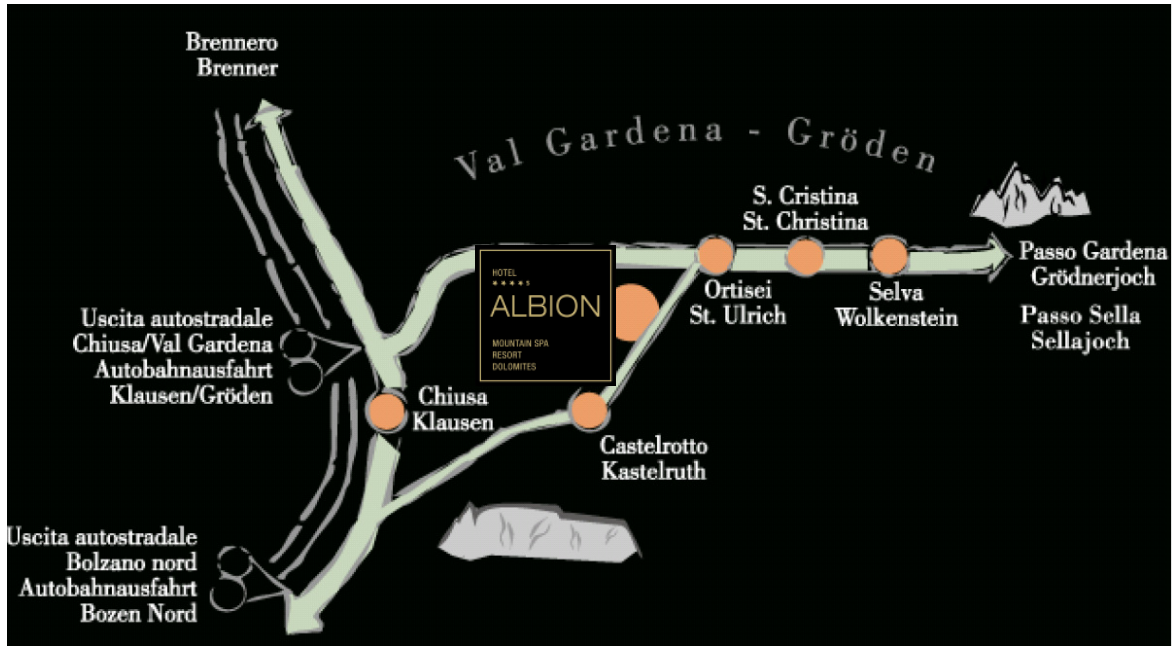 Brennero
Brenner
Val Gardena - Gröden
S. Cristina
St. Christina
HOTEL
★★★★S
ALBION
MOUNTAIN SPA
RESORT
DOLOMITES
Passo Gardena
Grödnerjoch
Passo Sella
Sellajoch
Ortisei
St. Ulrich
Selva
Wolkenstein
Uscita autostradale
Chiusa/Val Gardena
Autobahnausfahrt
Klausen/Gröden
Chiusa
Klausen
Castelrotto
Kastelruth
Uscita autostradale
Bolzano nord
Autobahnausfahrt
Bozen Nord